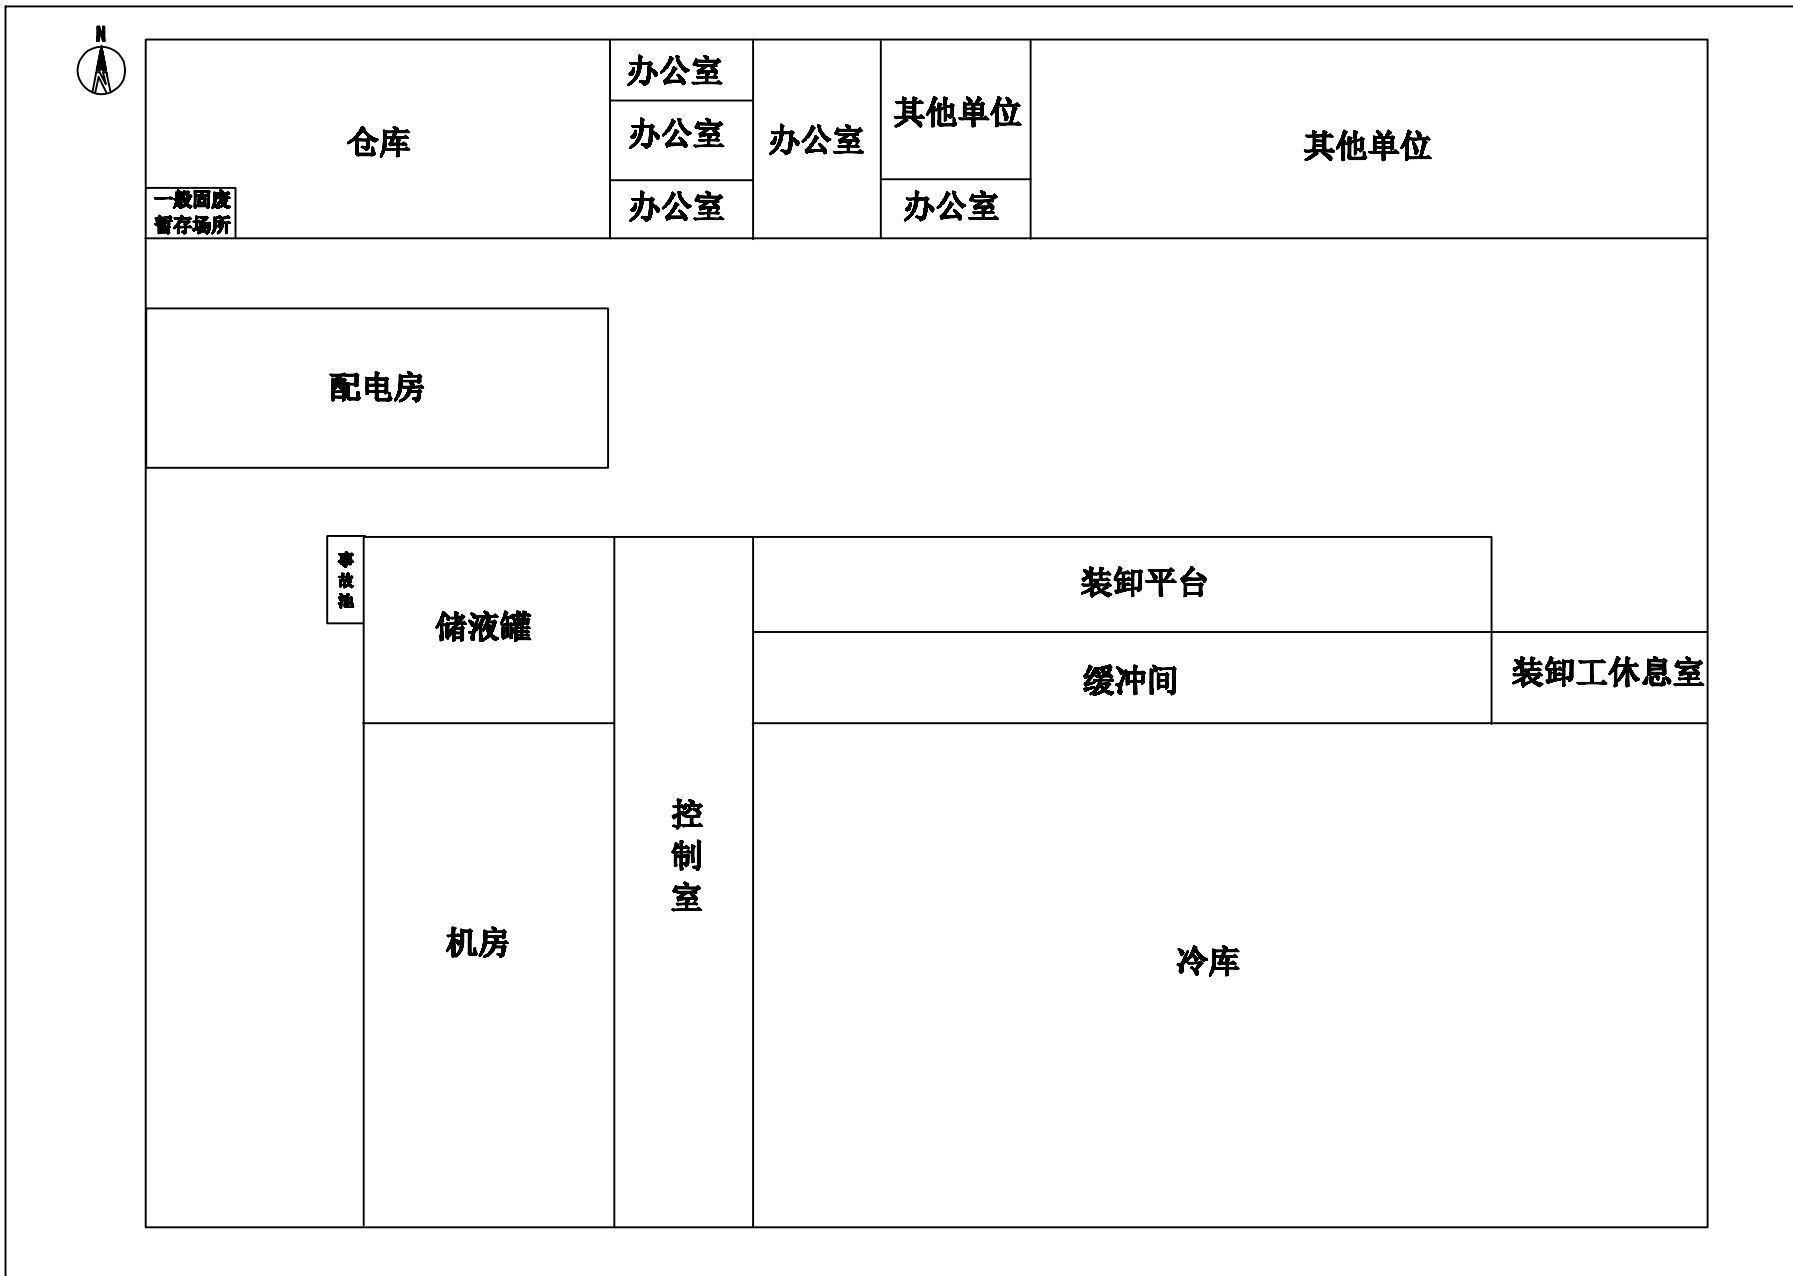 N
办公室
办公室
办公室
仓库
一般固废
暂存场所
办公室
其他单位
办公室
其他单位
配电房
事
故
池
储液罐
装卸平台
缓冲间
装卸工休息室
控
制
室
机房
冷库